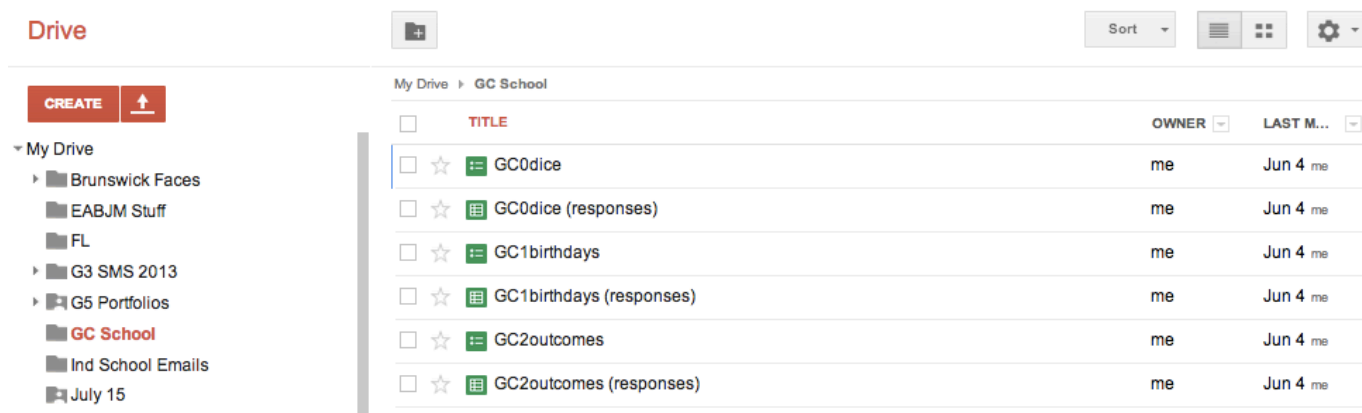 Drive
Sort
CREATE
My Drive
Brunswick Faces
EABJM Stuff
FL
G3 SMS 2013
G5 Portfolios
GC School
Ind School Emails
July 15
My Drive GC School
TITLE OWNER LAST M...
GC0dice me Jun 4 me
GC0dice (responses) me Jun 4 me
GC1birthdays me Jun 4 me
GC1birthdays (responses) me Jun 4 me
GC2outcomes me Jun 4 me
GC2outcomes (responses) me Jun 4 me